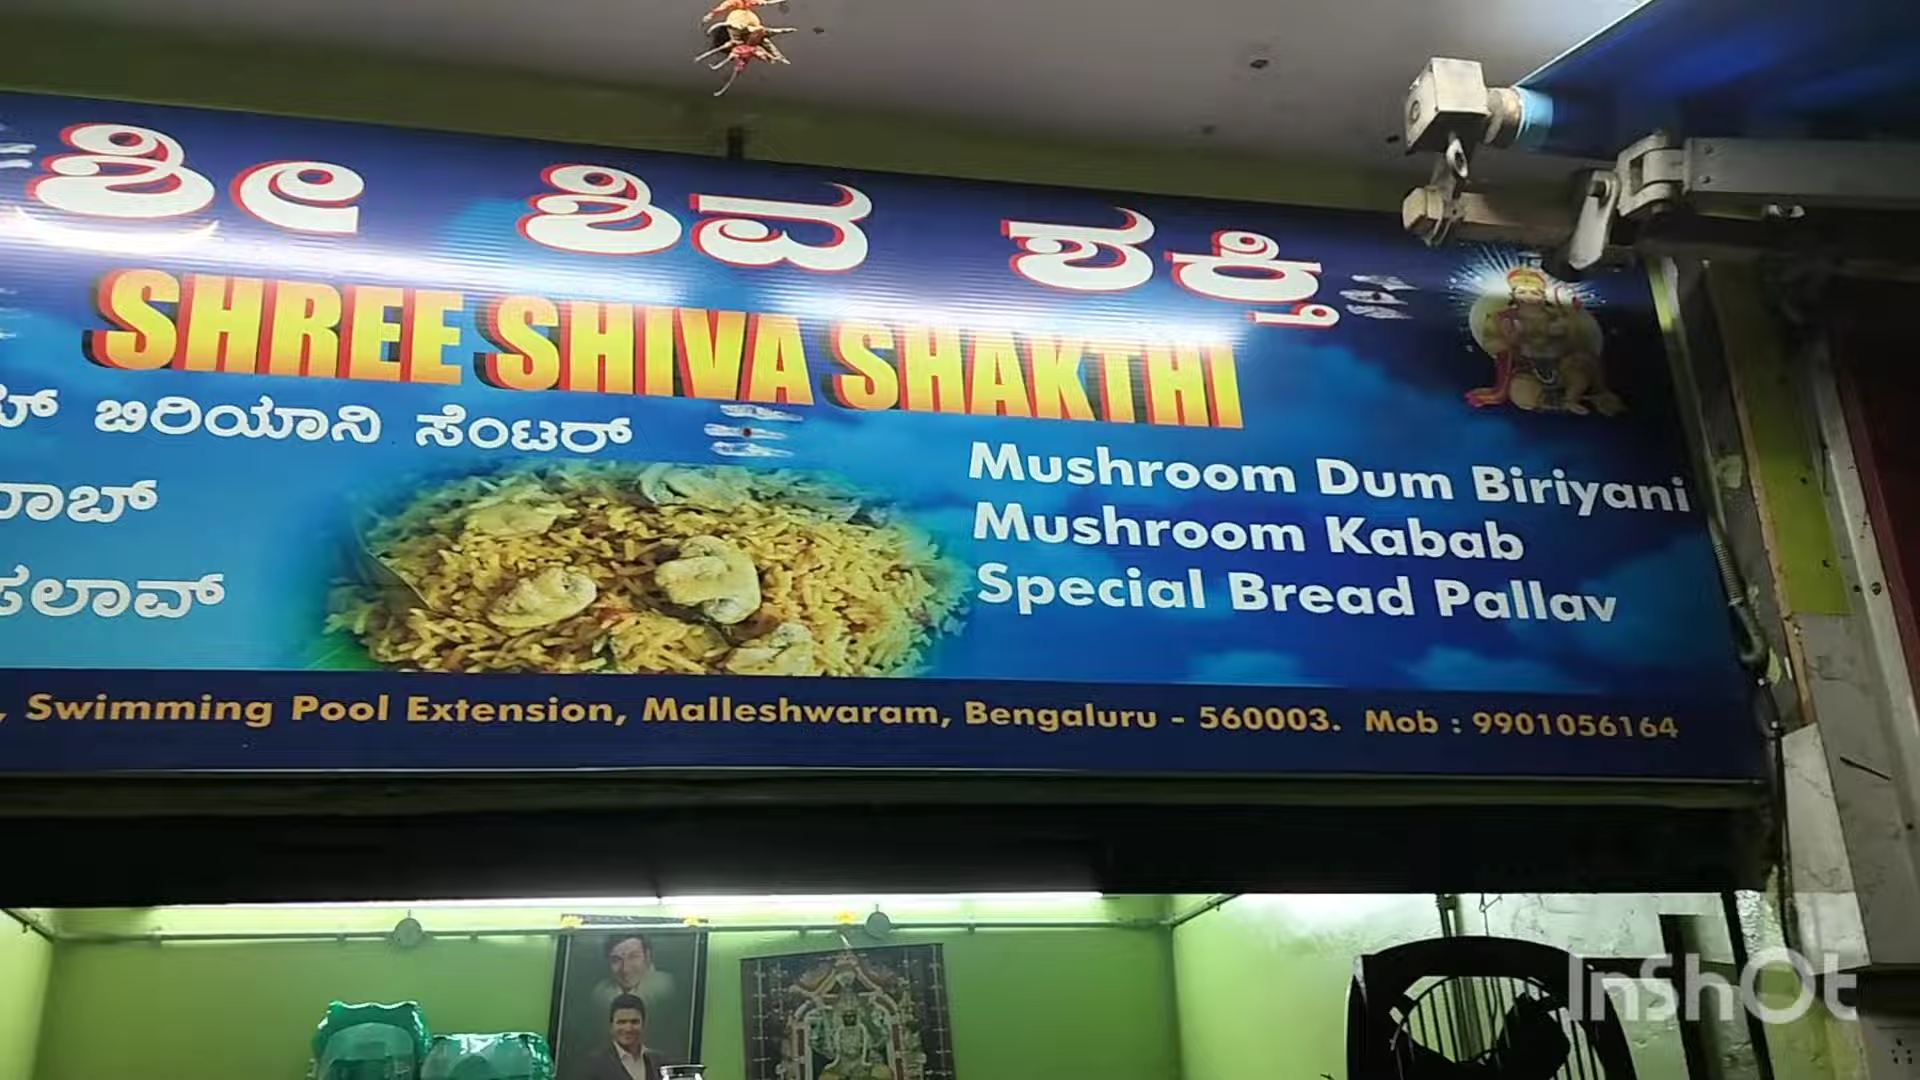 ಶ್ರೀ ಶಿವ ಶಕ್ತಿ
SHREE SHIVA SHAKTHI
ಬಿರಿಯಾನಿ ಸೆಂಟರ್
Mushroom Dum Biriyani
Mushroom Kabab
Special Bread Pallav
, Swimming Pool Extension, Malleshwaram, Bengaluru - 560003. Mob : 9901056164
InShOt